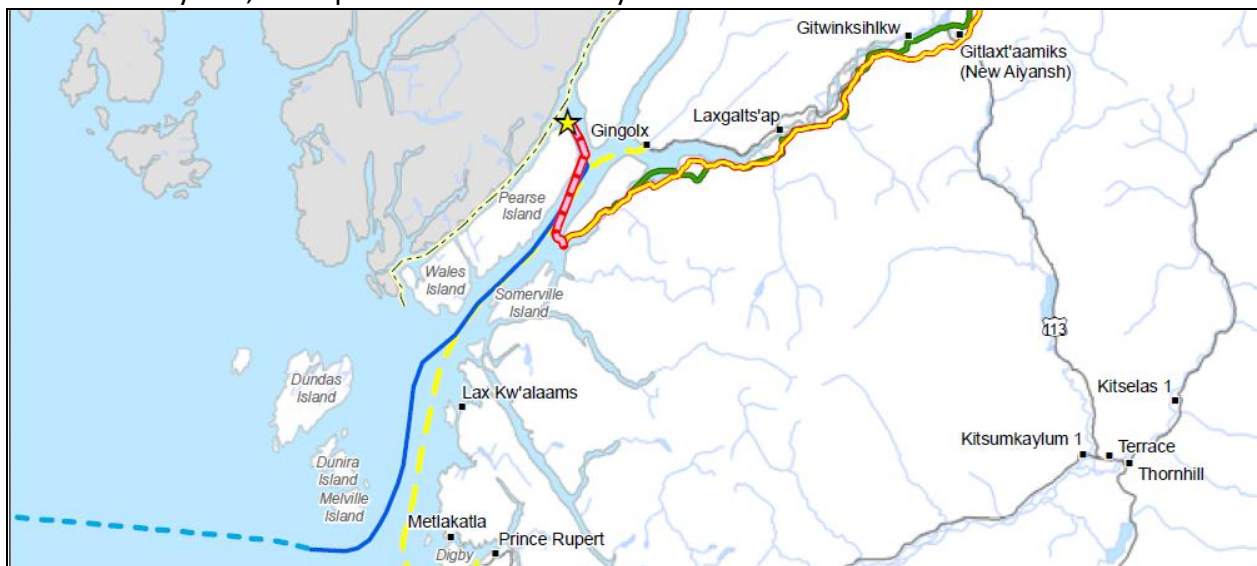 Gitwinksihlkw
Gitlaxt'aamiks
(New Aiyansh)
Laxgalts'ap
Gingolx
Pearse
Island
Wales
Island
Somerville
Island
113
Dundas
Island
Lax Kw'alaams
Kitselas 1
Kitsumkaylum 1
Terrace
Thornhill
Dunira
Island
Melville
Island
Metlakatla
Digby
Prince Rupert